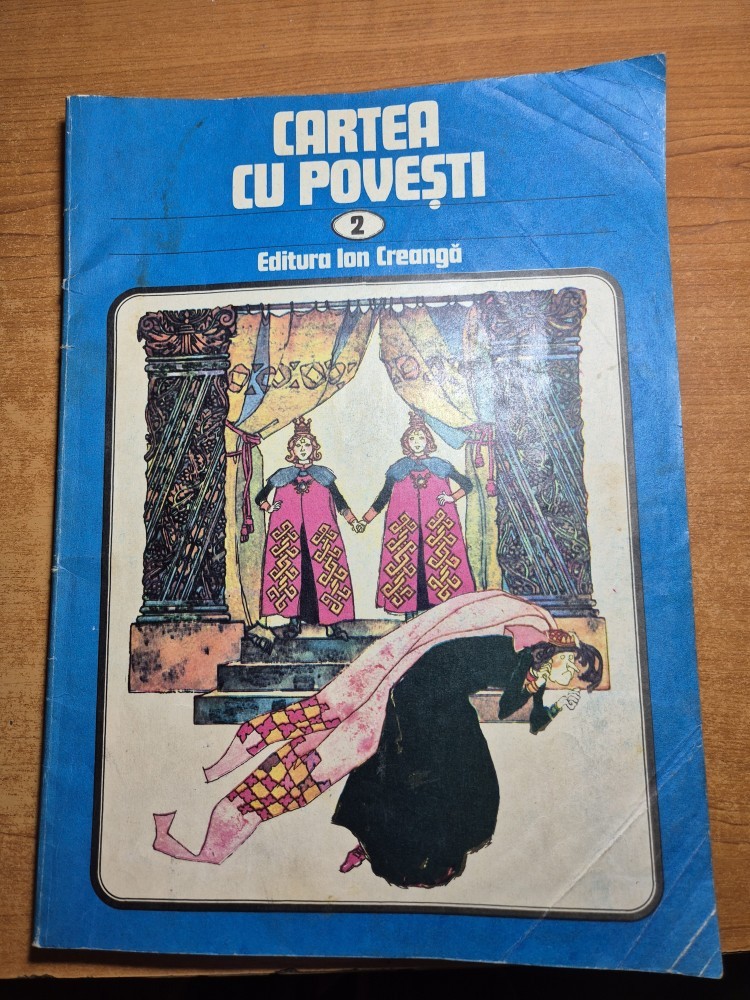 CARTEA
CU POVEȘTI
2
Editura Ion Creangă